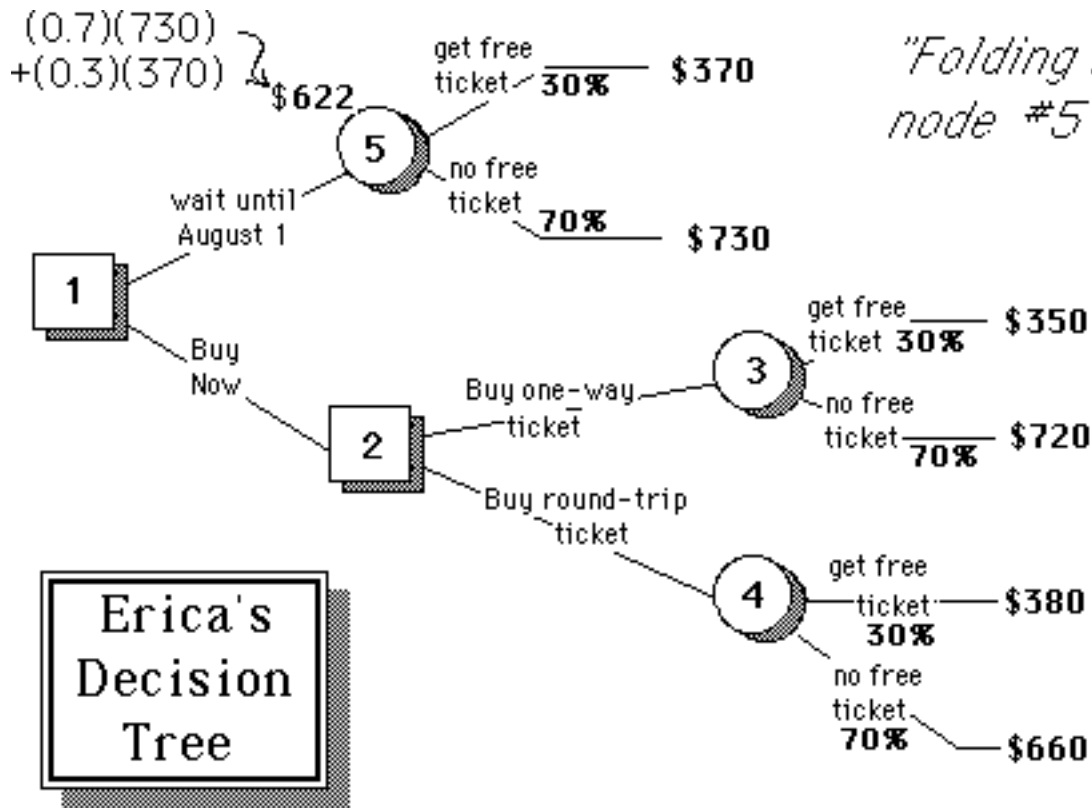 (0.7)(730)
+(0.3)(370)
$622
"Folding
node #5
get free
ticket
30%
$370
5
no free
ticket
70%
$730
wait until
August 1
1
Buy
Now
2
Buy one-way
ticket
3
get free
ticket 30%
$350
no free
ticket
70%
$720
Buy round-trip
ticket
4
get free
ticket
30%
$380
no free
ticket
70%
$660
Erica's
Decision
Tree